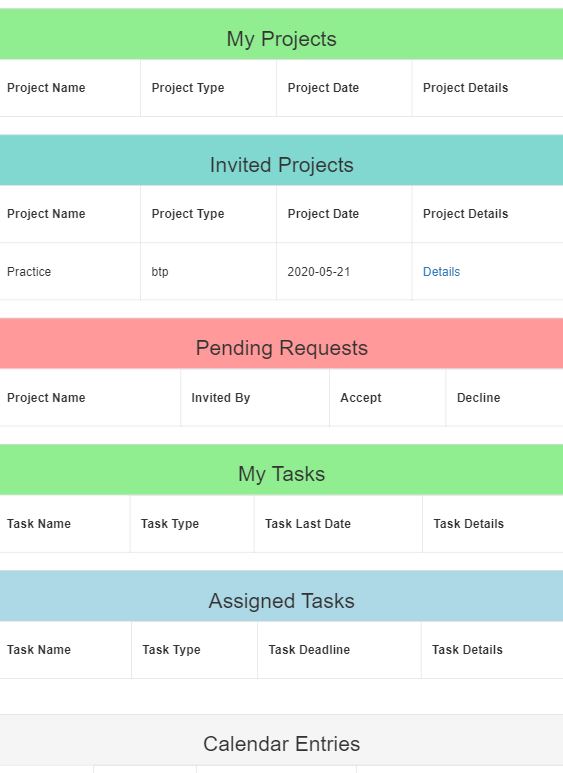 My Projects
Project Name Project Type Project Date Project Details
Invited Projects
Project Name Project Type Project Date Project Details
Practice btp 2020-05-21 Details
Pending Requests
Project Name Invited By Accept Decline
My Tasks
Task Name Task Type Task Last Date Task Details
Assigned Tasks
Task Name Task Type Task Deadline Task Details
Calendar Entries